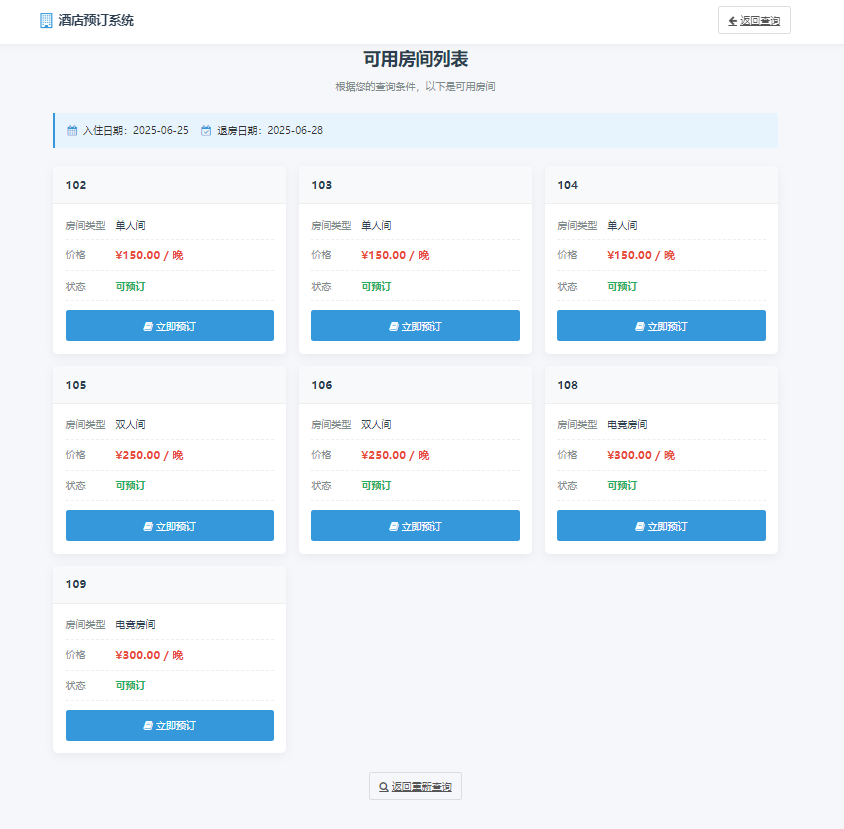 酒店预订系统
返回查询
可用房间列表
根据您的查询条件，以下是可用房间
入住日期：2025-06-25 退房日期：2025-06-28
102
房间类型 单人间
价格 ¥150.00 / 晚
状态 可预订
立即预订
103
房间类型 单人间
价格 ¥150.00 / 晚
状态 可预订
立即预订
104
房间类型 单人间
价格 ¥150.00 / 晚
状态 可预订
立即预订
105
房间类型 双人间
价格 ¥250.00 / 晚
状态 可预订
立即预订
106
房间类型 双人间
价格 ¥250.00 / 晚
状态 可预订
立即预订
108
房间类型 电竞房间
价格 ¥300.00 / 晚
状态 可预订
立即预订
109
房间类型 电竞房间
价格 ¥300.00 / 晚
状态 可预订
立即预订
返回重新查询